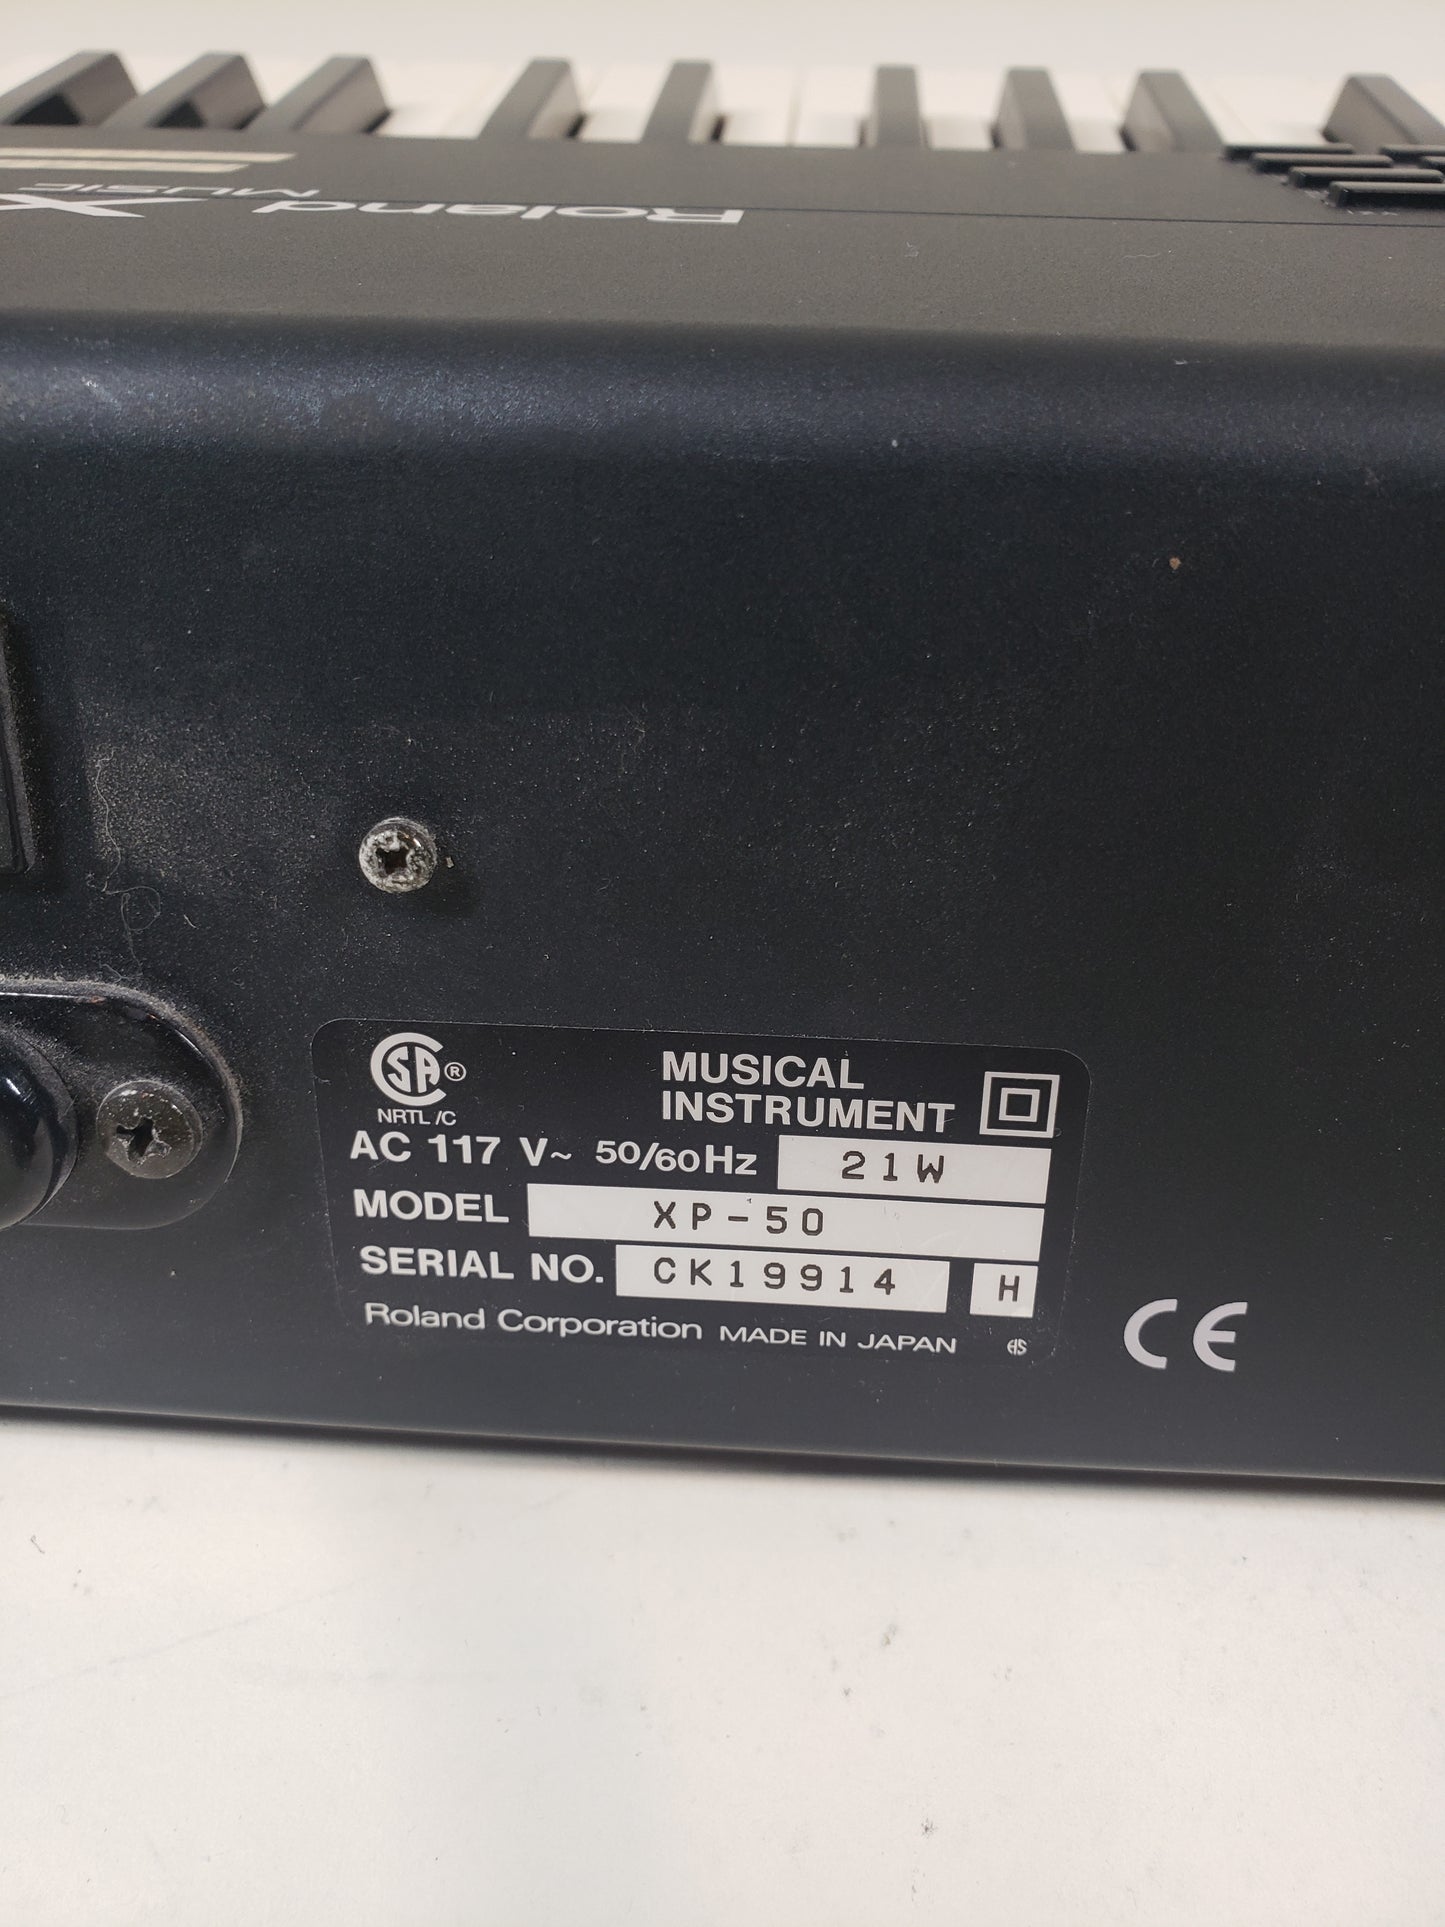 Roland
MUSIC
CSA ®
NRTL /C
MUSICAL
INSTRUMENT
AC 117 V~ 50/60Hz 21W
MODEL XP-50
SERIAL NO. CK19914 H
Roland Corporation MADE IN JAPAN
CE